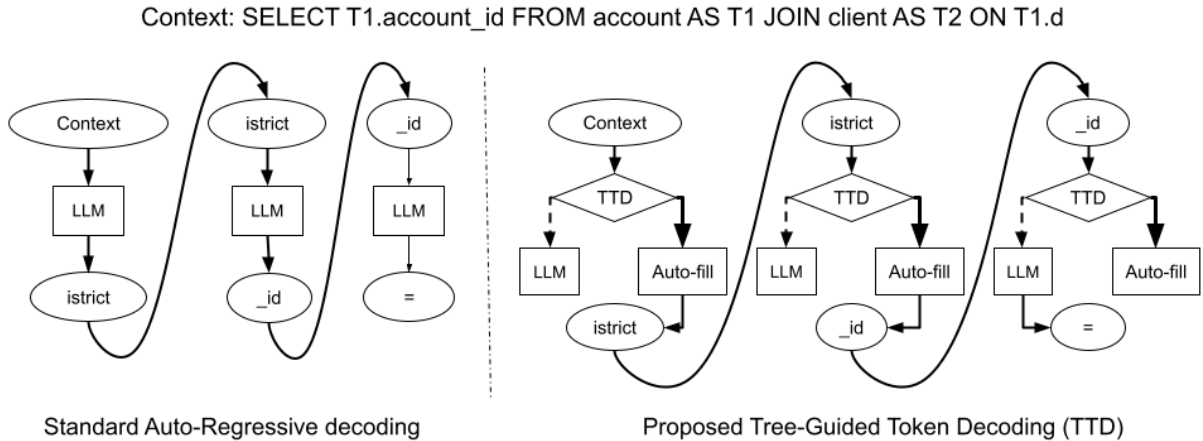 Context: SELECT T1.account_id FROM account AS T1 JOIN client AS T2 ON T1.d
Context
LLM
istrict
istrict
LLM
_id
_id
LLM
=
Context
TTD
LLM
Auto-fill
istrict
istrict
TTD
LLM
Auto-fill
_id
_id
TTD
LLM
Auto-fill
=
Standard Auto-Regressive decoding
Proposed Tree-Guided Token Decoding (TTD)